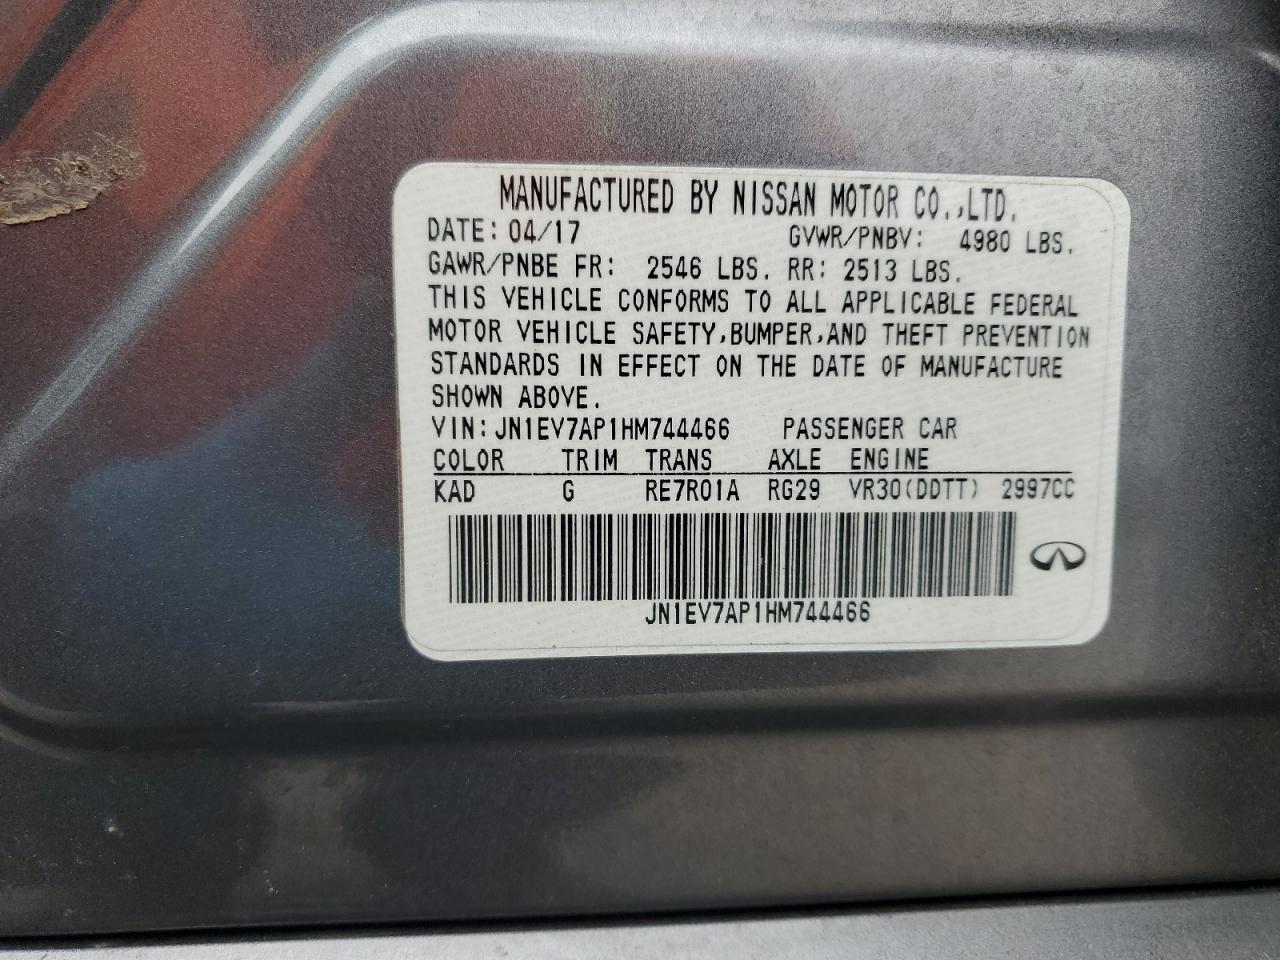 MANUFACTURED BY NISSAN MOTOR CO.,LTD.
DATE: 04/17 GVWR/PNBV: 4980 LBS.
GAWR/PNBE FR: 2546 LBS. RR: 2513 LBS.
THIS VEHICLE CONFORMS TO ALL APPLICABLE FEDERAL
MOTOR VEHICLE SAFETY,BUMPER,AND THEFT PREVENTION
STANDARDS IN EFFECT ON THE DATE OF MANUFACTURE
SHOWN ABOVE.
VIN: JN1EV7AP1HM744466 PASSENGER CAR
COLOR TRIM TRANS AXLE ENGINE
KAD G RE7R01A RG29 VR30(DDTT) 2997CC
JN1EV7AP1HM744466